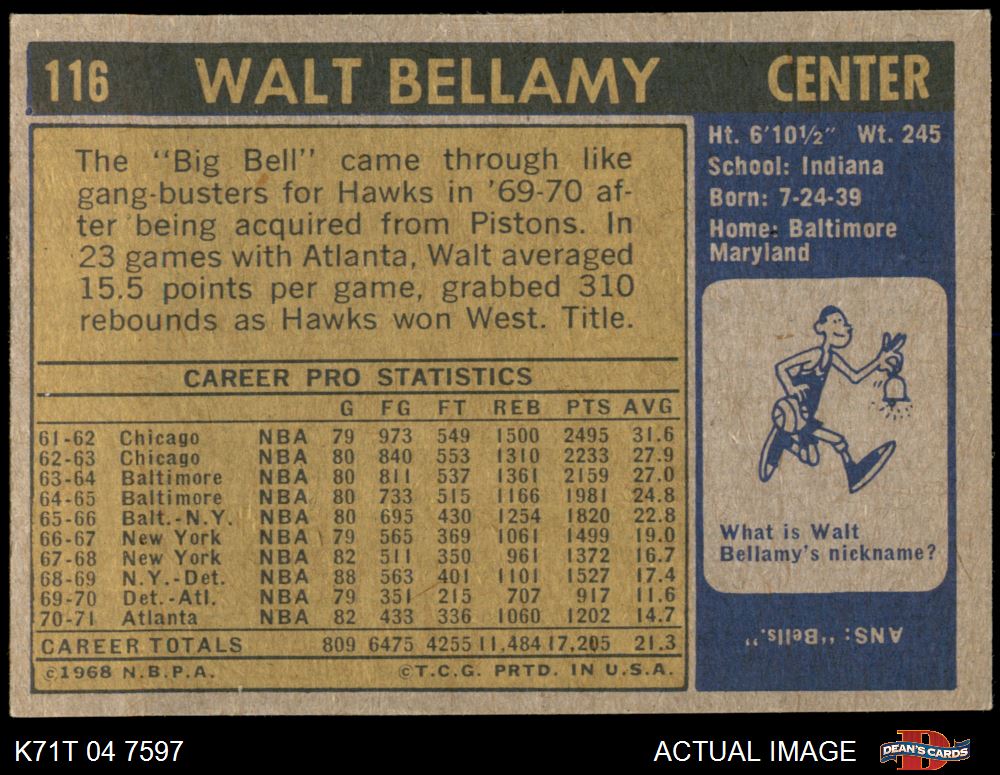 116 WALT BELLAMY CENTER
The "Big Bell" came through like
gang-busters for Hawks in '69-70 af-
ter being acquired from Pistons. In
23 games with Atlanta, Walt averaged
15.5 points per game, grabbed 310
rebounds as Hawks won West. Title.
CAREER PRO STATISTICS
G FG FT REB PTS AVG
61-62 Chicago NBA 79 973 549 1500 2495 31.6
62-63 Chicago NBA 80 840 553 1310 2233 27.9
63-64 Baltimore NBA 80 811 537 1361 2159 27.0
64-65 Baltimore NBA 80 733 515 1166 1981 24.8
65-66 Balt.-N.Y. NBA 80 695 430 1254 1820 22.8
66-67 New York NBA 79 565 369 1061 1499 19.0
67-68 New York NBA 82 511 350 961 1372 16.7
68-69 N.Y.-Det. NBA 88 563 401 1101 1527 17.4
69-70 Det.-Atl. NBA 79 351 215 707 917 11.6
70-71 Atlanta NBA 82 433 336 1060 1202 14.7
CAREER TOTALS 809 6475 4255 11,484 17,205 21.3
©1968 N.B.P.A. ©T.C.G. PRTD. IN U.S.A.
Ht. 6'10½" Wt. 245
School: Indiana
Born: 7-24-39
Home: Baltimore
Maryland
What is Walt
Bellamy's nickname?
ANS: "Bells."
K71T 04 7597 ACTUAL IMAGE DEAN'S CARDS